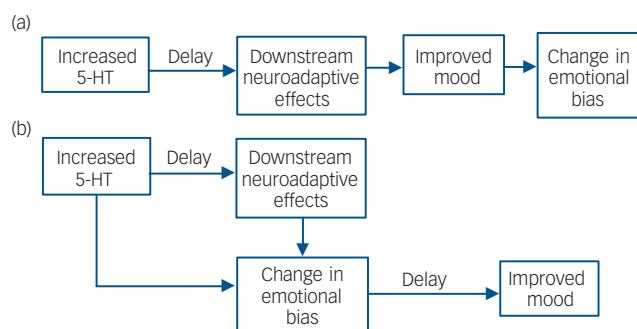 (a)
Increased
5-HT
Delay
Downstream
neuroadaptive
effects
Improved
mood
Change in
emotional
bias
(b)
Increased
5-HT
Delay
Downstream
neuroadaptive
effects
Change in
emotional
bias
Delay
Improved
mood